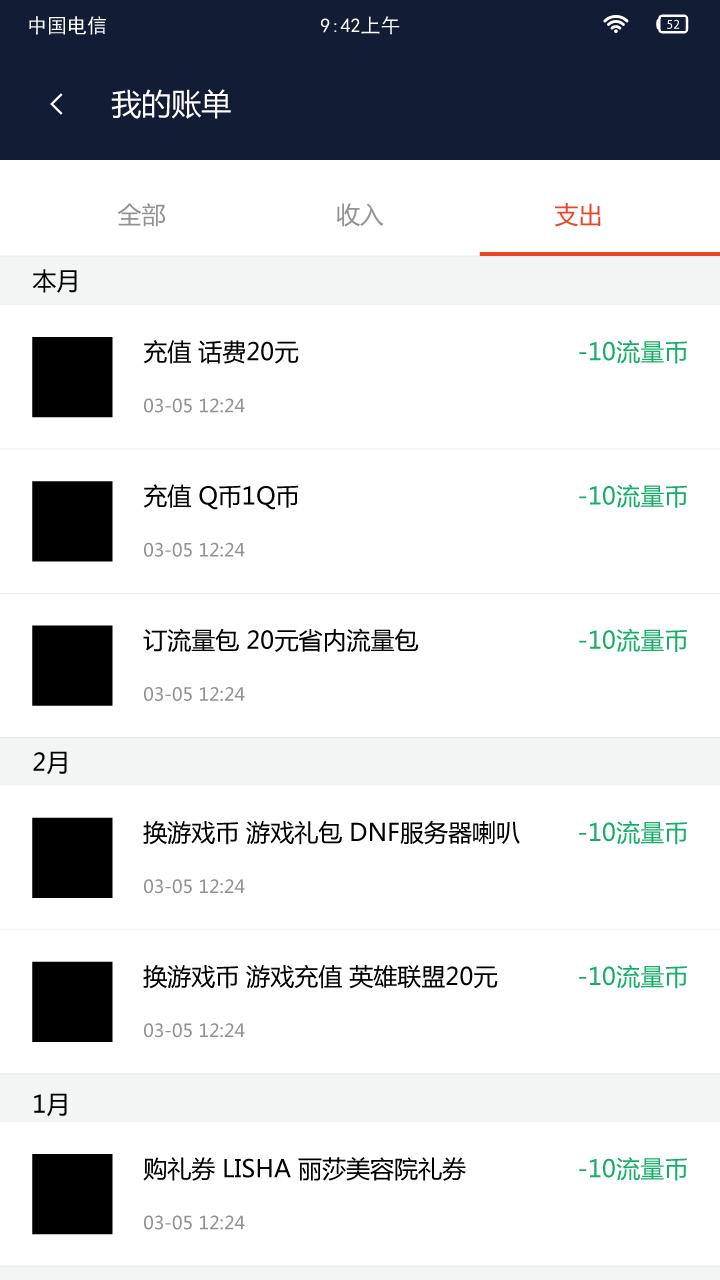 中国电信 9:42上午 52
我的账单
全部 收入 支出
本月
充值 话费20元 -10流量币
03-05 12:24
充值 Q币1Q币 -10流量币
03-05 12:24
订流量包 20元省内流量包 -10流量币
03-05 12:24
2月
换游戏币 游戏礼包 DNF服务器喇叭 -10流量币
03-05 12:24
换游戏币 游戏充值 英雄联盟20元 -10流量币
03-05 12:24
1月
购礼券 LISHA 丽莎美容院礼券 -10流量币
03-05 12:24